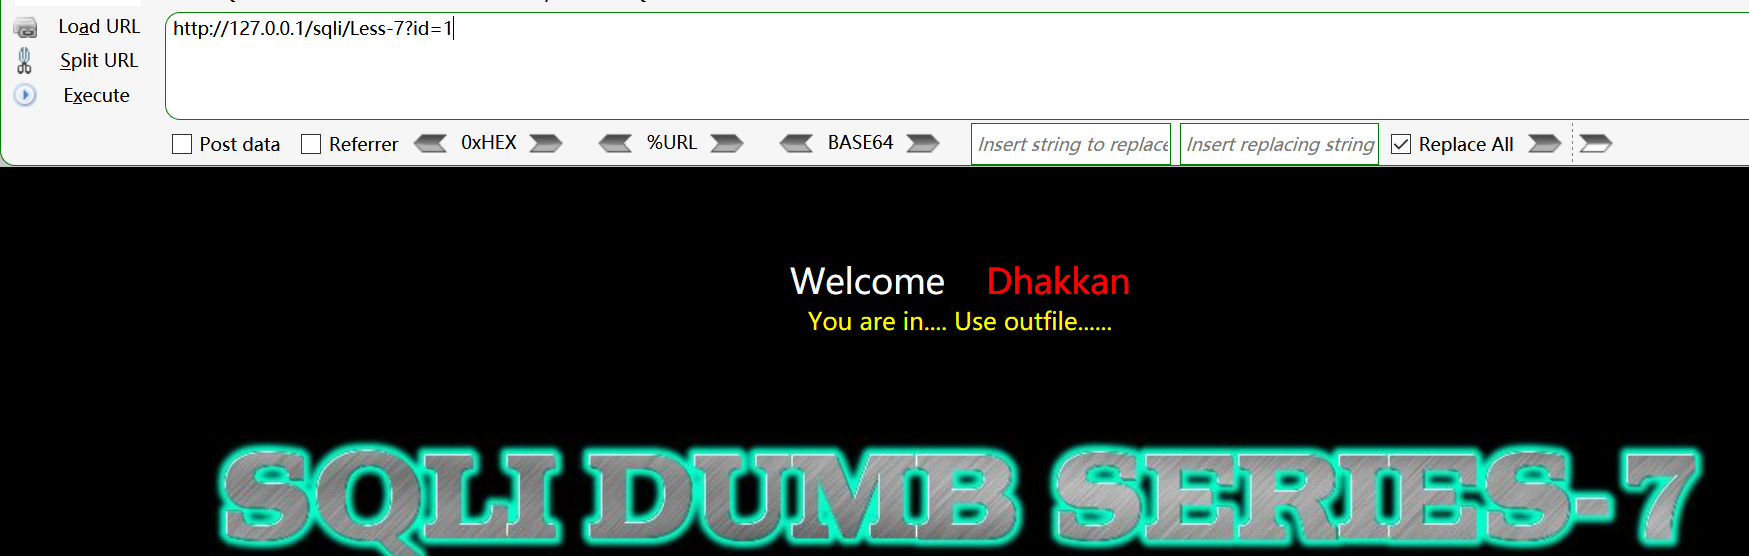 Load URL
http://127.0.0.1/sqli/Less-7?id=1
Split URL
Execute
Post data Referrer 0xHEX %URL BASE64 Insert string to replace Insert replacing string Replace All
Welcome Dhakkan
You are in.... Use outfile......
SQLI DUMB SERIES-7